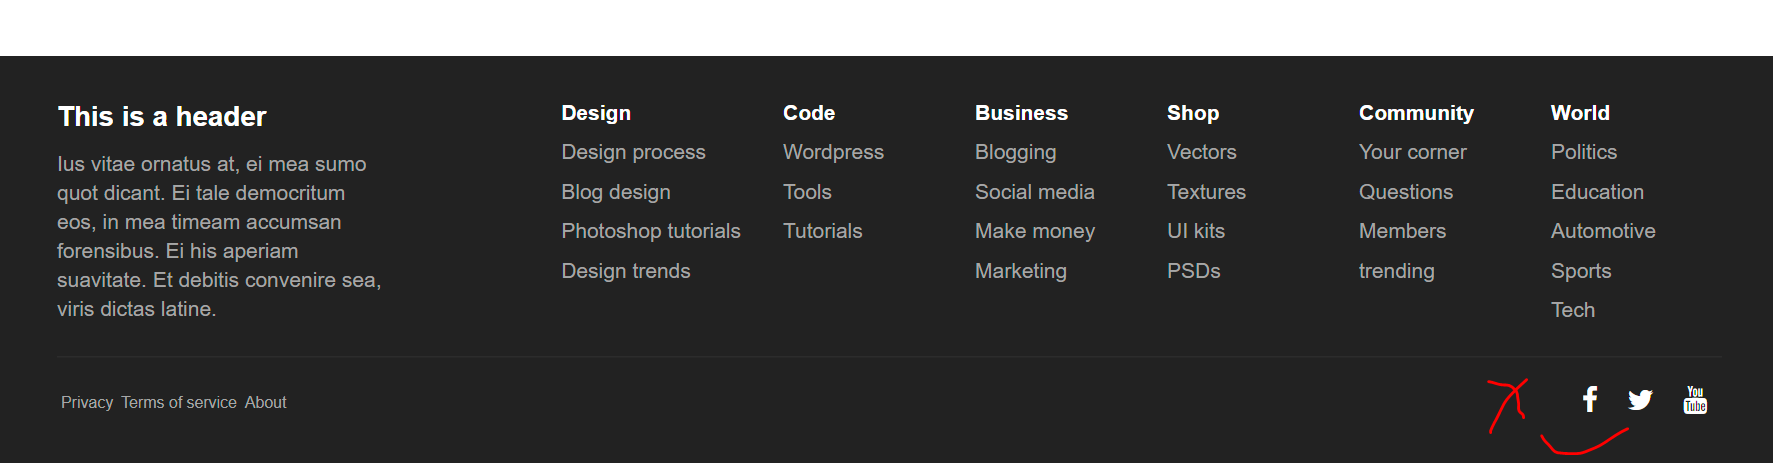 This is a header
Ius vitae ornatus at, ei mea sumo
quot dicant. Ei tale democritum
eos, in mea timeam accumsan
forensibus. Ei his aperiam
suavitate. Et debitis convenire sea,
viris dictas latine.
Design
Design process
Blog design
Photoshop tutorials
Design trends
Code
Wordpress
Tools
Tutorials
Business
Blogging
Social media
Make money
Marketing
Shop
Vectors
Textures
UI kits
PSDs
Community
Your corner
Questions
Members
trending
World
Politics
Education
Automotive
Sports
Tech
Privacy Terms of service About
You
Tube